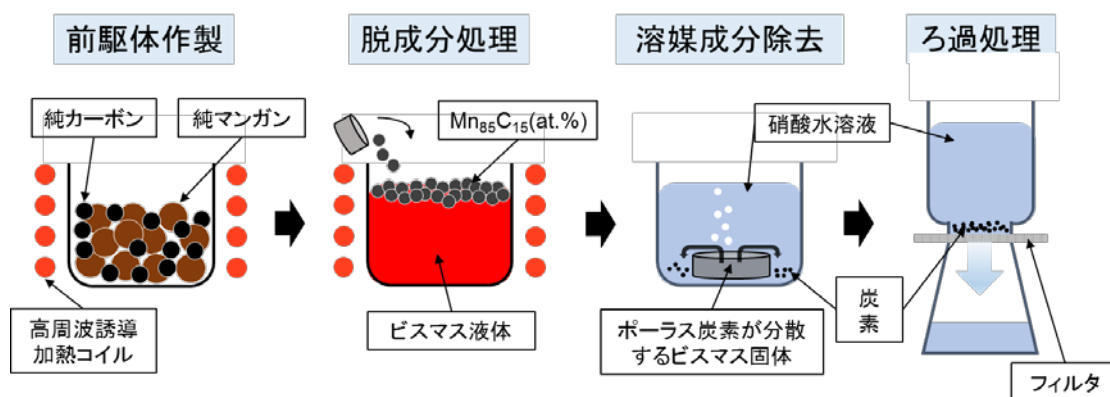 前駆体作製
脱成分処理
溶媒成分除去
ろ過処理
純カーボン
純マンガン
Mn85C15(at.%)
硝酸水溶液
高周波誘導
加熱コイル
ビスマス液体
ポーラス炭素が分散
するビスマス固体
炭
素
フィルタ